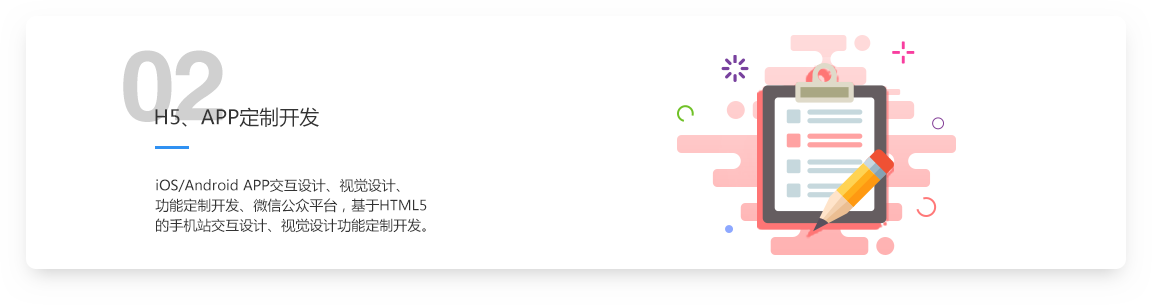 02
H5、APP定制开发
iOS/Android APP交互设计、视觉设计、
功能定制开发、微信公众平台，基于HTML5
的手机站交互设计、视觉设计功能定制开发。